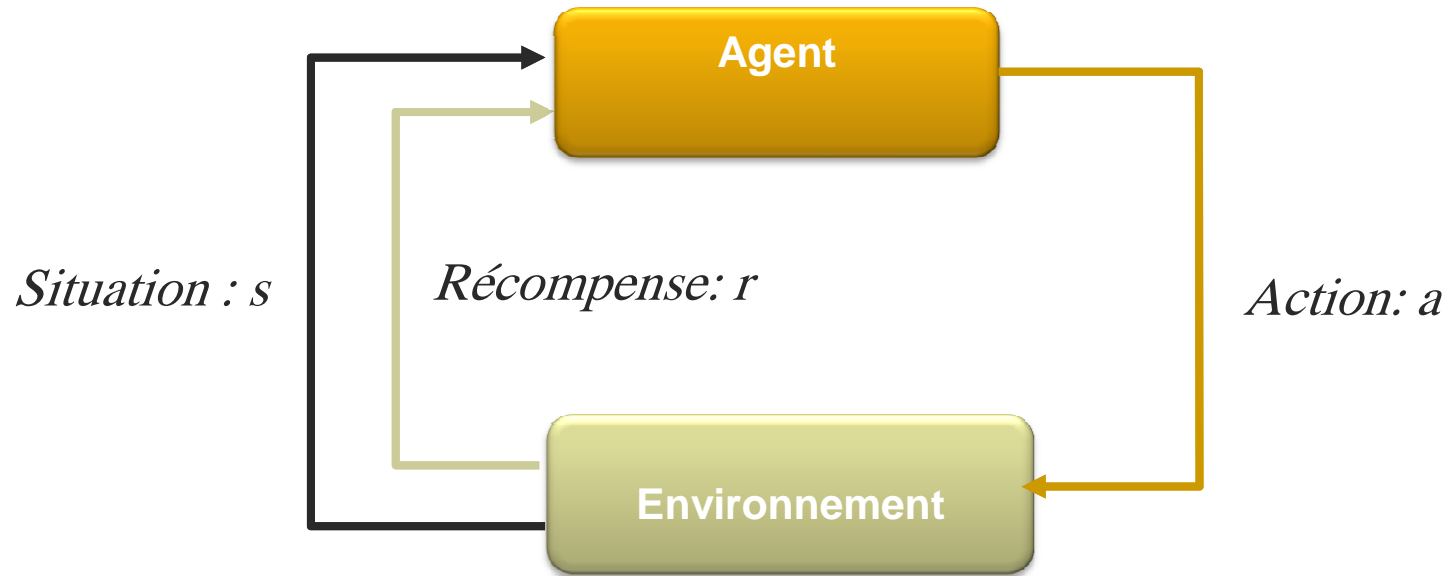 Agent
Situation : s
Récompense: r
Action: a
Environnement